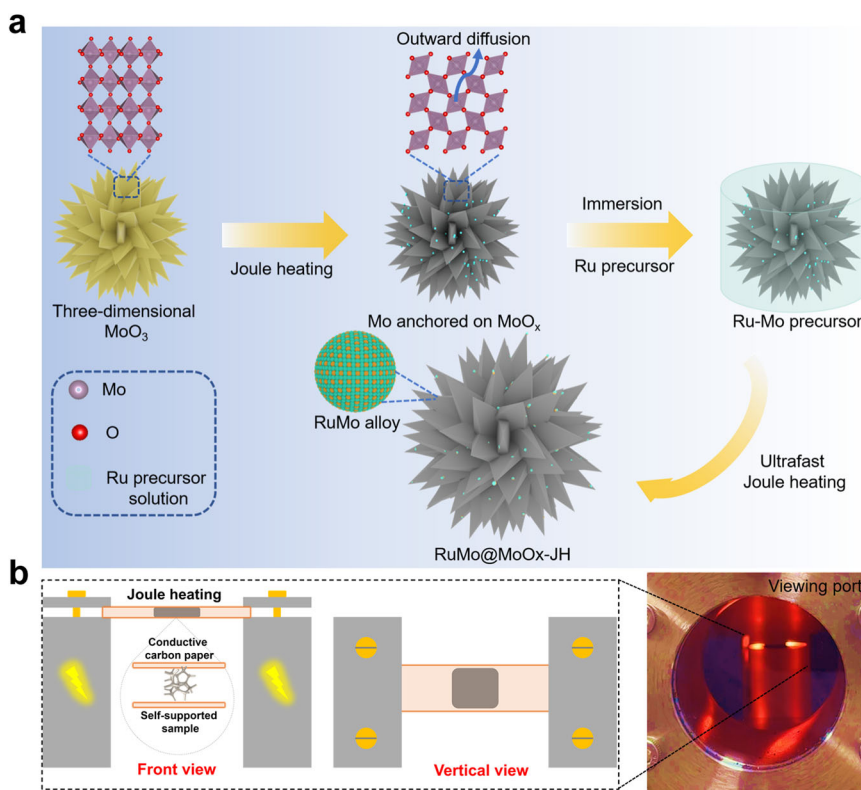 a
Outward diffusion
Joule heating
Immersion
Ru precursor
Three-dimensional
MoO₃
Mo anchored on MoOₓ
Ru-Mo precursor
Mo
O
Ru precursor
solution
RuMo alloy
Ultrafast
Joule heating
RuMo@MoOx-JH
b
Joule heating
Conductive
carbon paper
Self-supported
sample
Front view
Vertical view
Viewing port